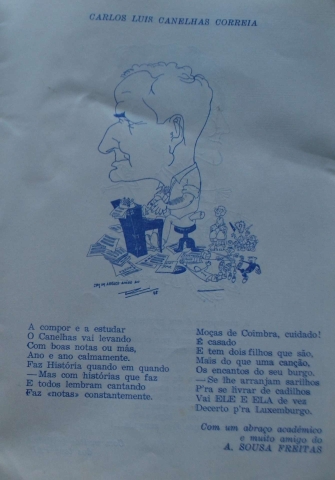 CARLOS LUIS CANELHAS CORREIA
A compor e a estudar
O Canelhas vai levando
Com boas notas ou más,
Ano e ano calmamente.
Faz História quando em quando
— Mas com histórias que faz
E todos lembram cantando
Faz «notas» constantemente.
Moças de Coimbra, cuidado!
É casado
E tem dois filhos que são,
Mais do que uma canção,
Os encantos do seu burgo.
— Se lhe arranjam sarilhos
P'ra se livrar de cadilhos
Vai ELE E ELA de vez
Decerto p'ra Luxemburgo.
Com um abraço académico
e muito amigo do
A. SOUSA FREITAS